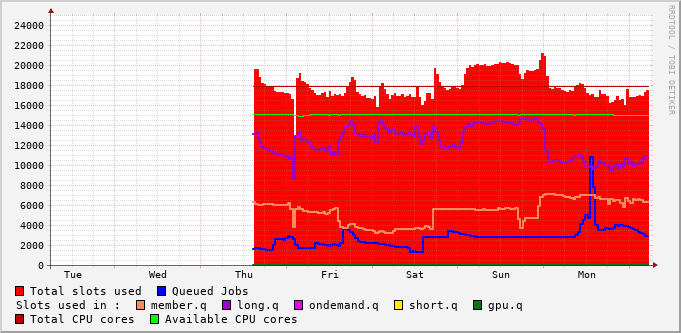 24000
22000
20000
18000
16000
14000
12000
10000
8000
6000
4000
2000
0
Tue Wed Thu Fri Sat Sun Mon
Total slots used Queued Jobs
Slots used in : member.q long.q ondemand.q short.q gpu.q
Total CPU cores Available CPU cores
RRDTOOL / TOBI OETIKER